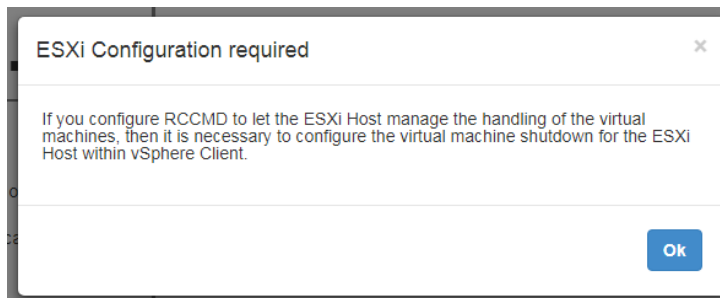 ESXi Configuration required
×
If you configure RCCMD to let the ESXi Host manage the handling of the virtual
machines, then it is necessary to configure the virtual machine shutdown for the ESXi
Host within vSphere Client.
Ok